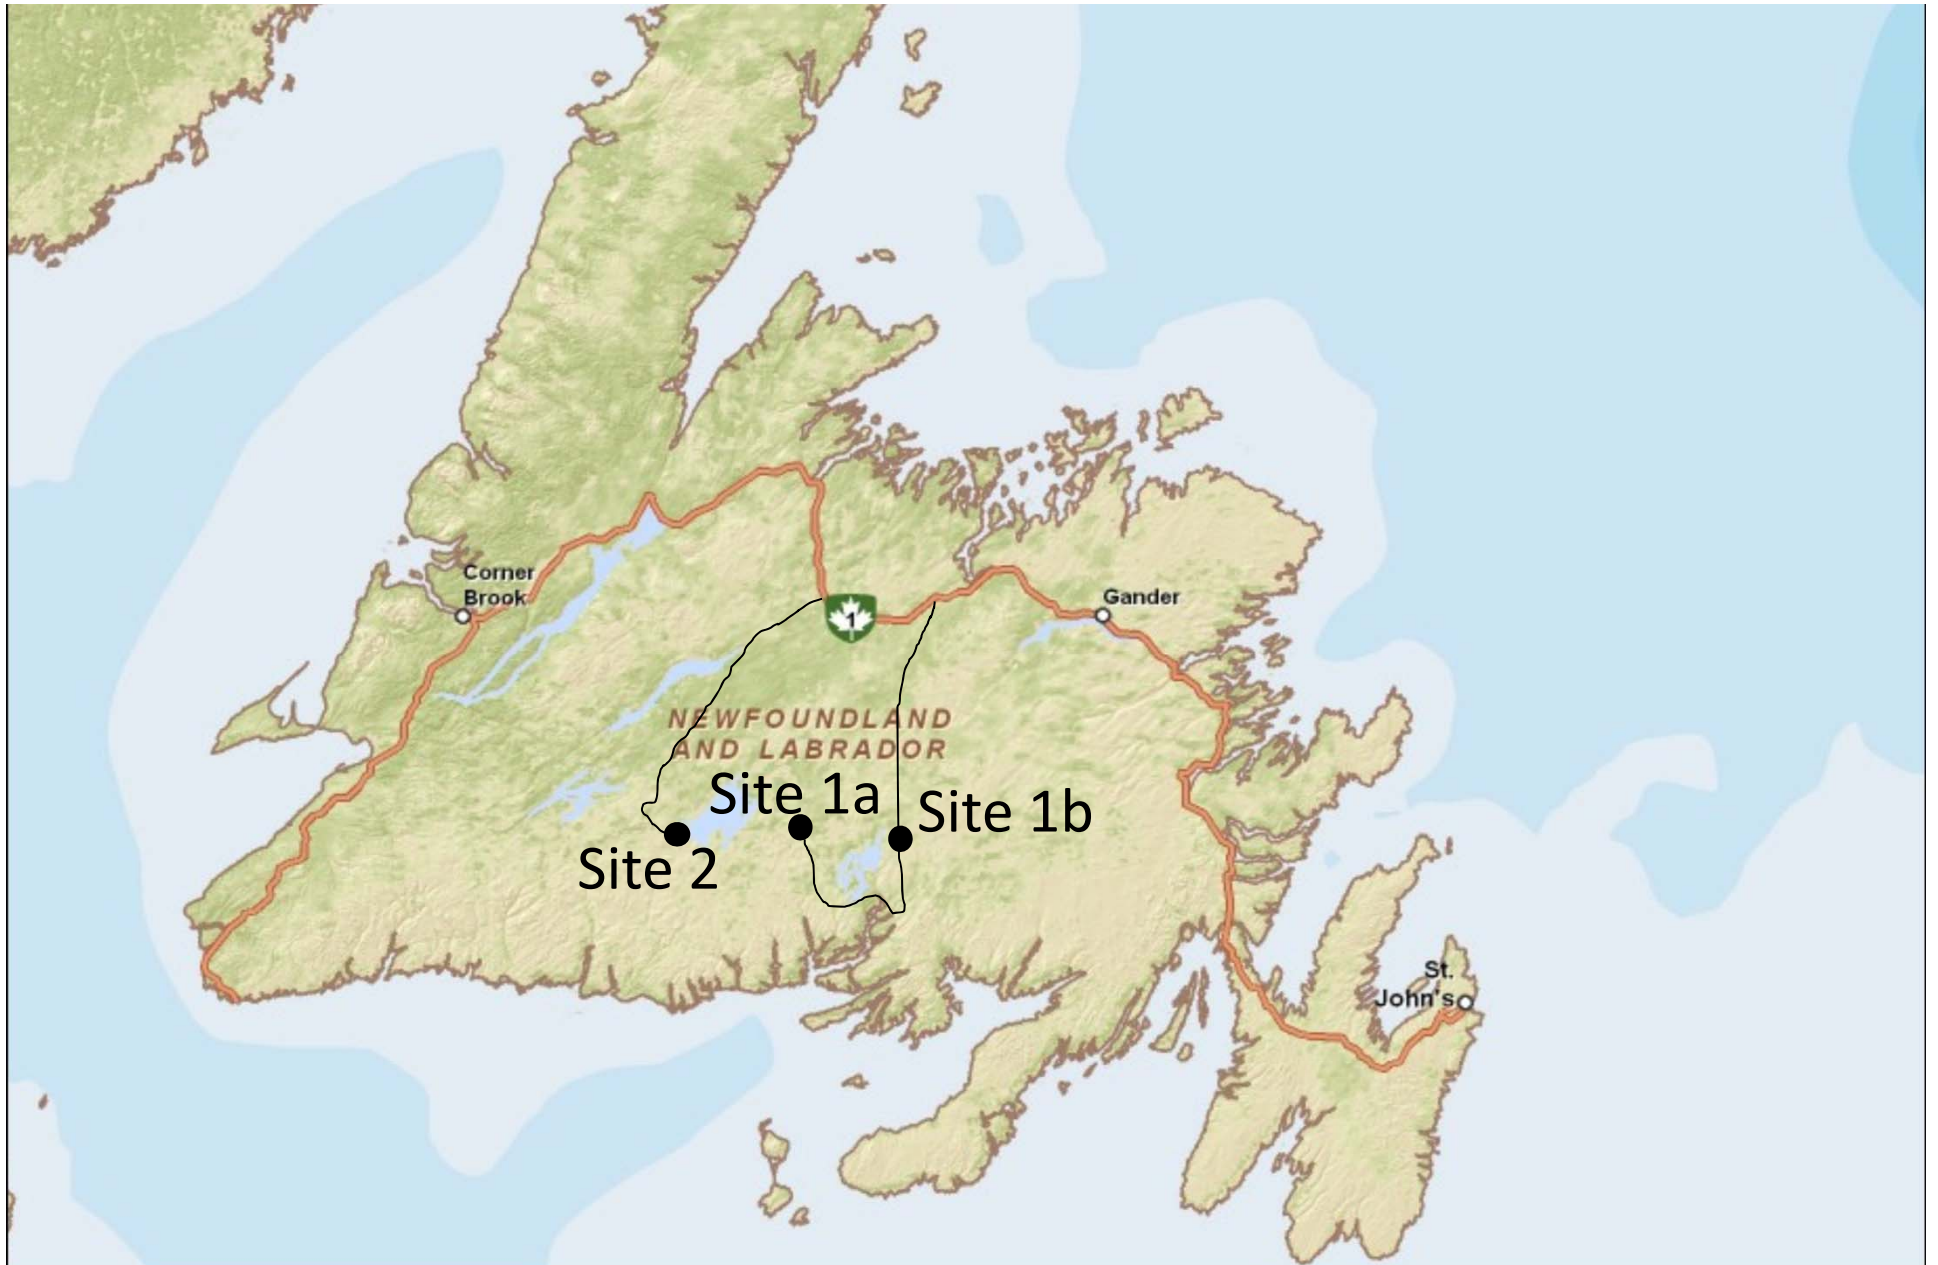 Corner
Brook
1
Gander
NEWFOUNDLAND
AND LABRADOR
Site 1a
Site 1b
Site 2
St.
John's